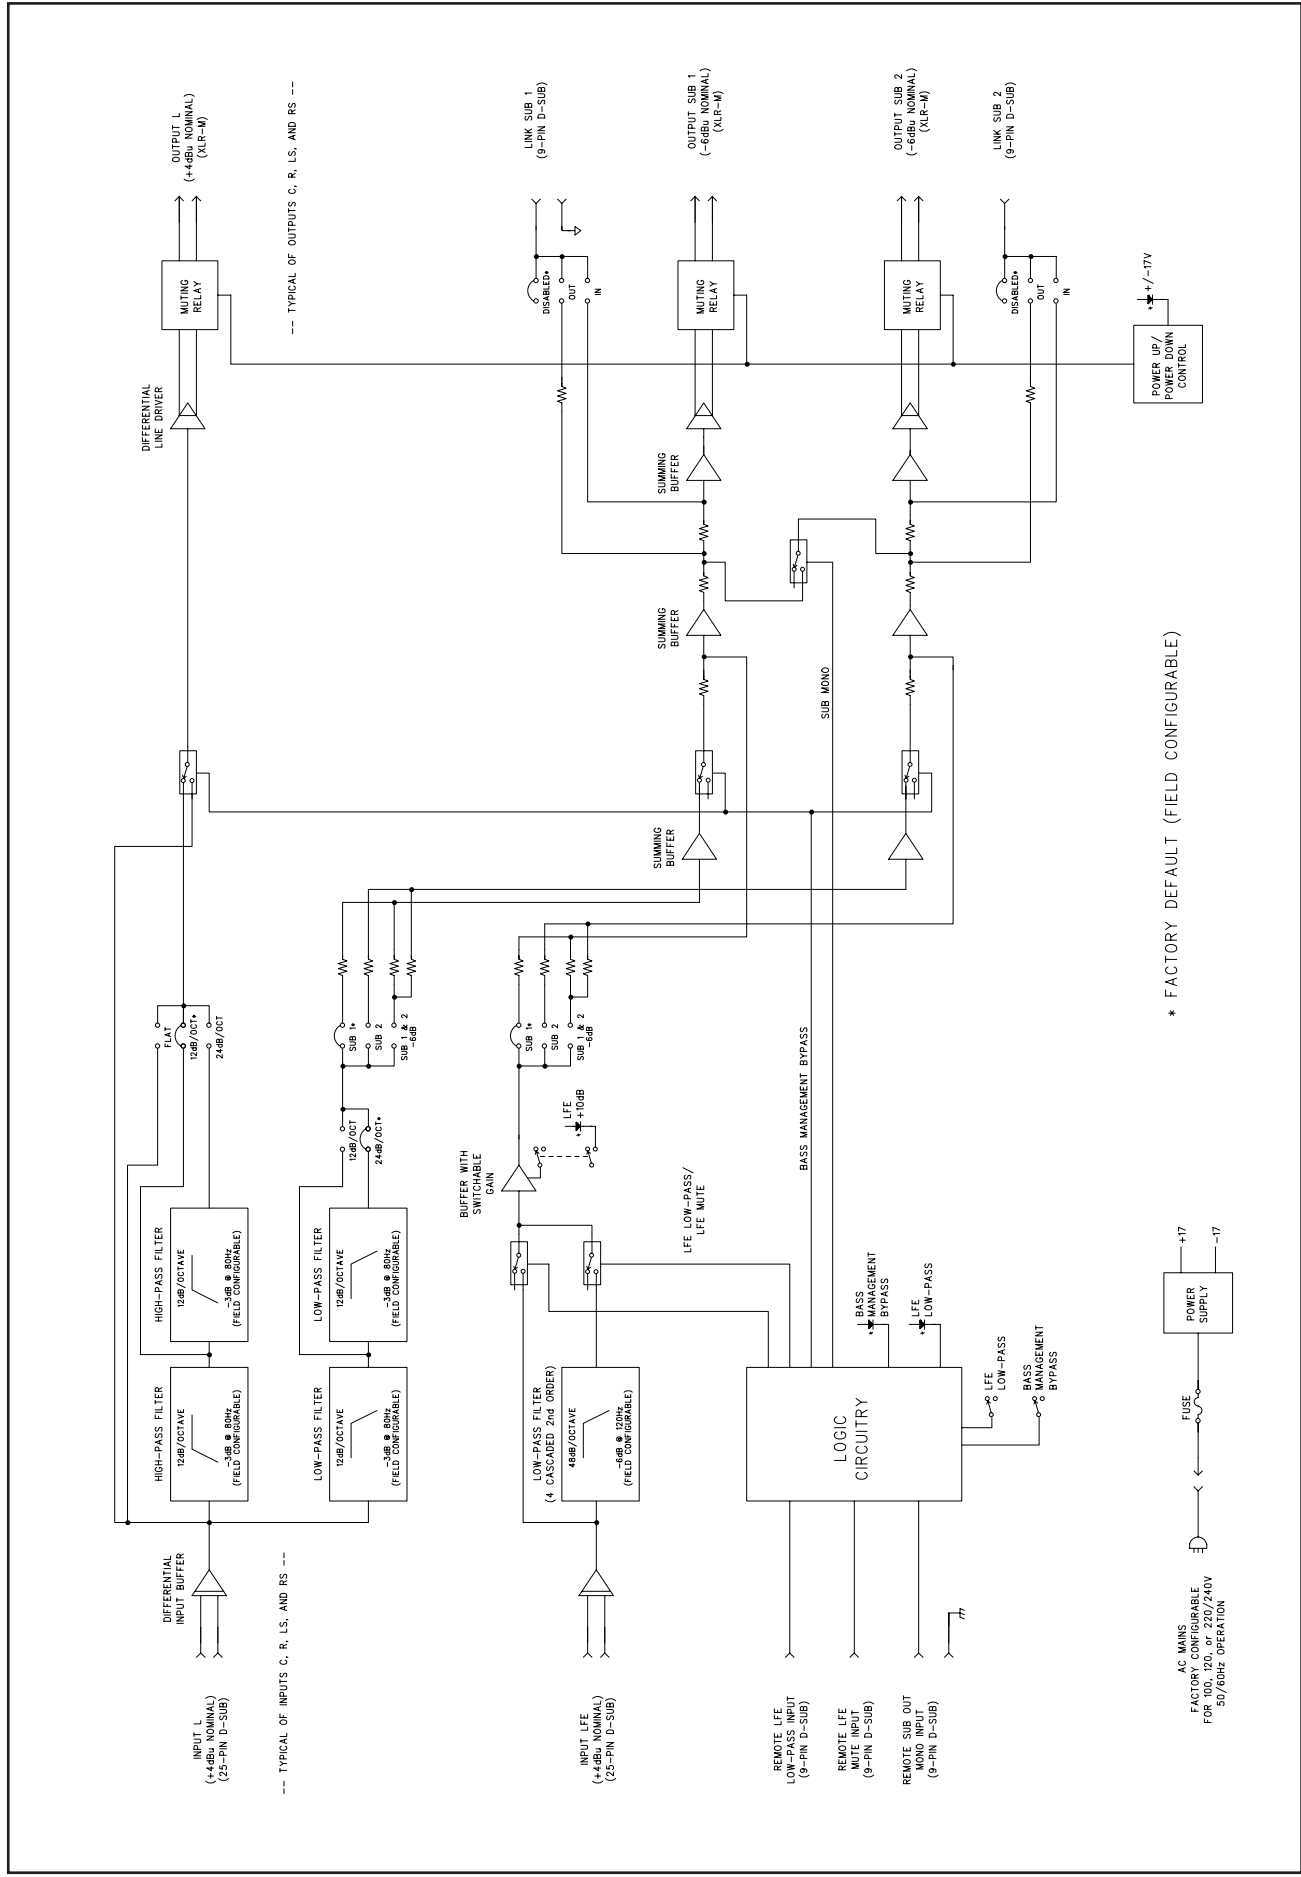 INPUT L
(+4dBu NOMINAL)
(25-PIN D-SUB)
-- TYPICAL OF INPUTS C, R, LS, AND RS --
DIFFERENTIAL
INPUT BUFFER
HIGH-PASS FILTER
12dB/OCTAVE
-3dB @ 80Hz
(FIELD CONFIGURABLE)
HIGH-PASS FILTER
12dB/OCTAVE
-3dB @ 80Hz
(FIELD CONFIGURABLE)
FLAT
12dB/OCT*
24dB/OCT
DIFFERENTIAL
LINE DRIVER
MUTING
RELAY
OUTPUT L
(+4dBu NOMINAL)
(XLR-M)
-- TYPICAL OF OUTPUTS C, R, LS, AND RS --
LOW-PASS FILTER
12dB/OCTAVE
-3dB @ 80Hz
(FIELD CONFIGURABLE)
LOW-PASS FILTER
12dB/OCTAVE
-3dB @ 80Hz
(FIELD CONFIGURABLE)
12dB/OCT
24dB/OCT*
SUB 1*
SUB 2
SUB 1 & 2
-6dB
INPUT LFE
(+4dBu NOMINAL)
(25-PIN D-SUB)
LOW-PASS FILTER
(4 CASCADED 2nd ORDER)
48dB/OCTAVE
-6dB @ 120Hz
(FIELD CONFIGURABLE)
BUFFER WITH
SWITCHABLE
GAIN
LFE
+10dB
SUB 1*
SUB 2
SUB 1 & 2
-6dB
SUMMING
BUFFER
SUMMING
BUFFER
SUMMING
BUFFER
DISABLED*
OUT
IN
LINK SUB 1
(9-PIN D-SUB)
MUTING
RELAY
OUTPUT SUB 1
(-6dBu NOMINAL)
(XLR-M)
LFE LOW-PASS/
LFE MUTE
BASS MANAGEMENT BYPASS
SUB MONO
MUTING
RELAY
OUTPUT SUB 2
(-6dBu NOMINAL)
(XLR-M)
DISABLED*
OUT
IN
LINK SUB 2
(9-PIN D-SUB)
REMOTE LFE
LOW-PASS INPUT
(9-PIN D-SUB)
REMOTE LFE
MUTE INPUT
(9-PIN D-SUB)
REMOTE SUB OUT
MONO INPUT
(9-PIN D-SUB)
LOGIC
CIRCUITRY
BASS
MANAGEMENT
BYPASS
LFE
LOW-PASS
LFE
LOW-PASS
BASS
MANAGEMENT
BYPASS
POWER UP/
POWER DOWN
CONTROL
+/-17V
AC MAINS
FACTORY CONFIGURABLE
FOR 100, 120, or 220/240V
50/60Hz OPERATION
FUSE
POWER
SUPPLY
+17
-17
* FACTORY DEFAULT (FIELD CONFIGURABLE)